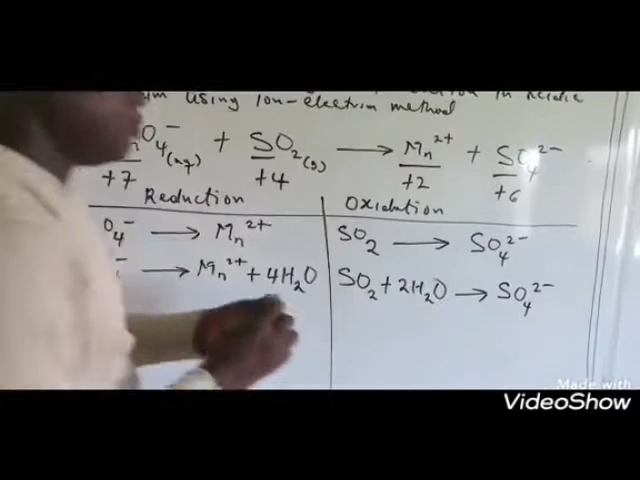 using Ion-electron method
O₄⁻(aq) + SO₂(g) → Mn²⁺ + SO₄²⁻
+7 +4 +2 +6
Reduction Oxidation
O₄⁻ → Mn²⁺ SO₂ → SO₄²⁻
⁻ → Mn²⁺ + 4H₂O SO₂ + 2H₂O → SO₄²⁻
Made with
VideoShow